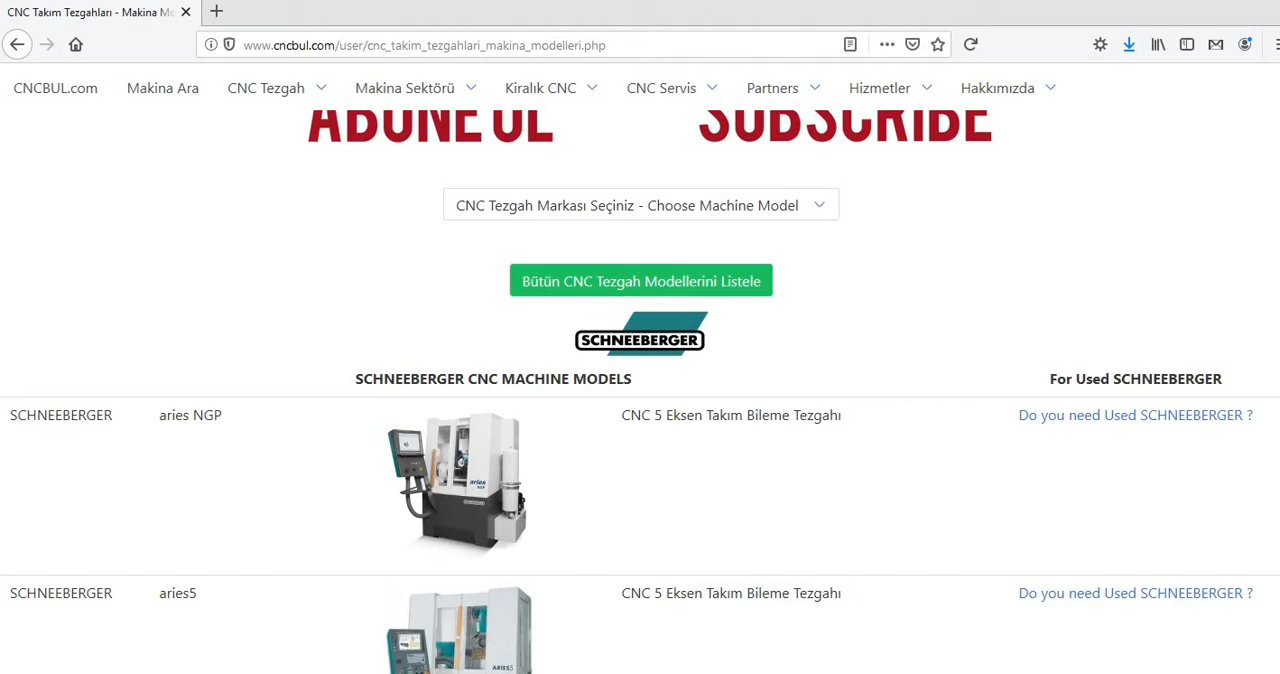 CNC Takım Tezgahları - Makina Mo
www.cncbul.com/user/cnc_takim_tezgahlari_makina_modelleri.php
CNCBUL.com Makina Ara CNC Tezgah Makina Sektörü Kiralık CNC CNC Servis Partners Hizmetler Hakkımızda
ABONE OL SUBSCRIBE
CNC Tezgah Markası Seçiniz - Choose Machine Model
Bütün CNC Tezgah Modellerini Listele
SCHNEEBERGER
SCHNEEBERGER CNC MACHINE MODELS For Used SCHNEEBERGER
SCHNEEBERGER aries NGP CNC 5 Eksen Takım Bileme Tezgahı Do you need Used SCHNEEBERGER ?
aries
NGP
SCHNEEBERGER aries5 CNC 5 Eksen Takım Bileme Tezgahı Do you need Used SCHNEEBERGER ?
ARIES5